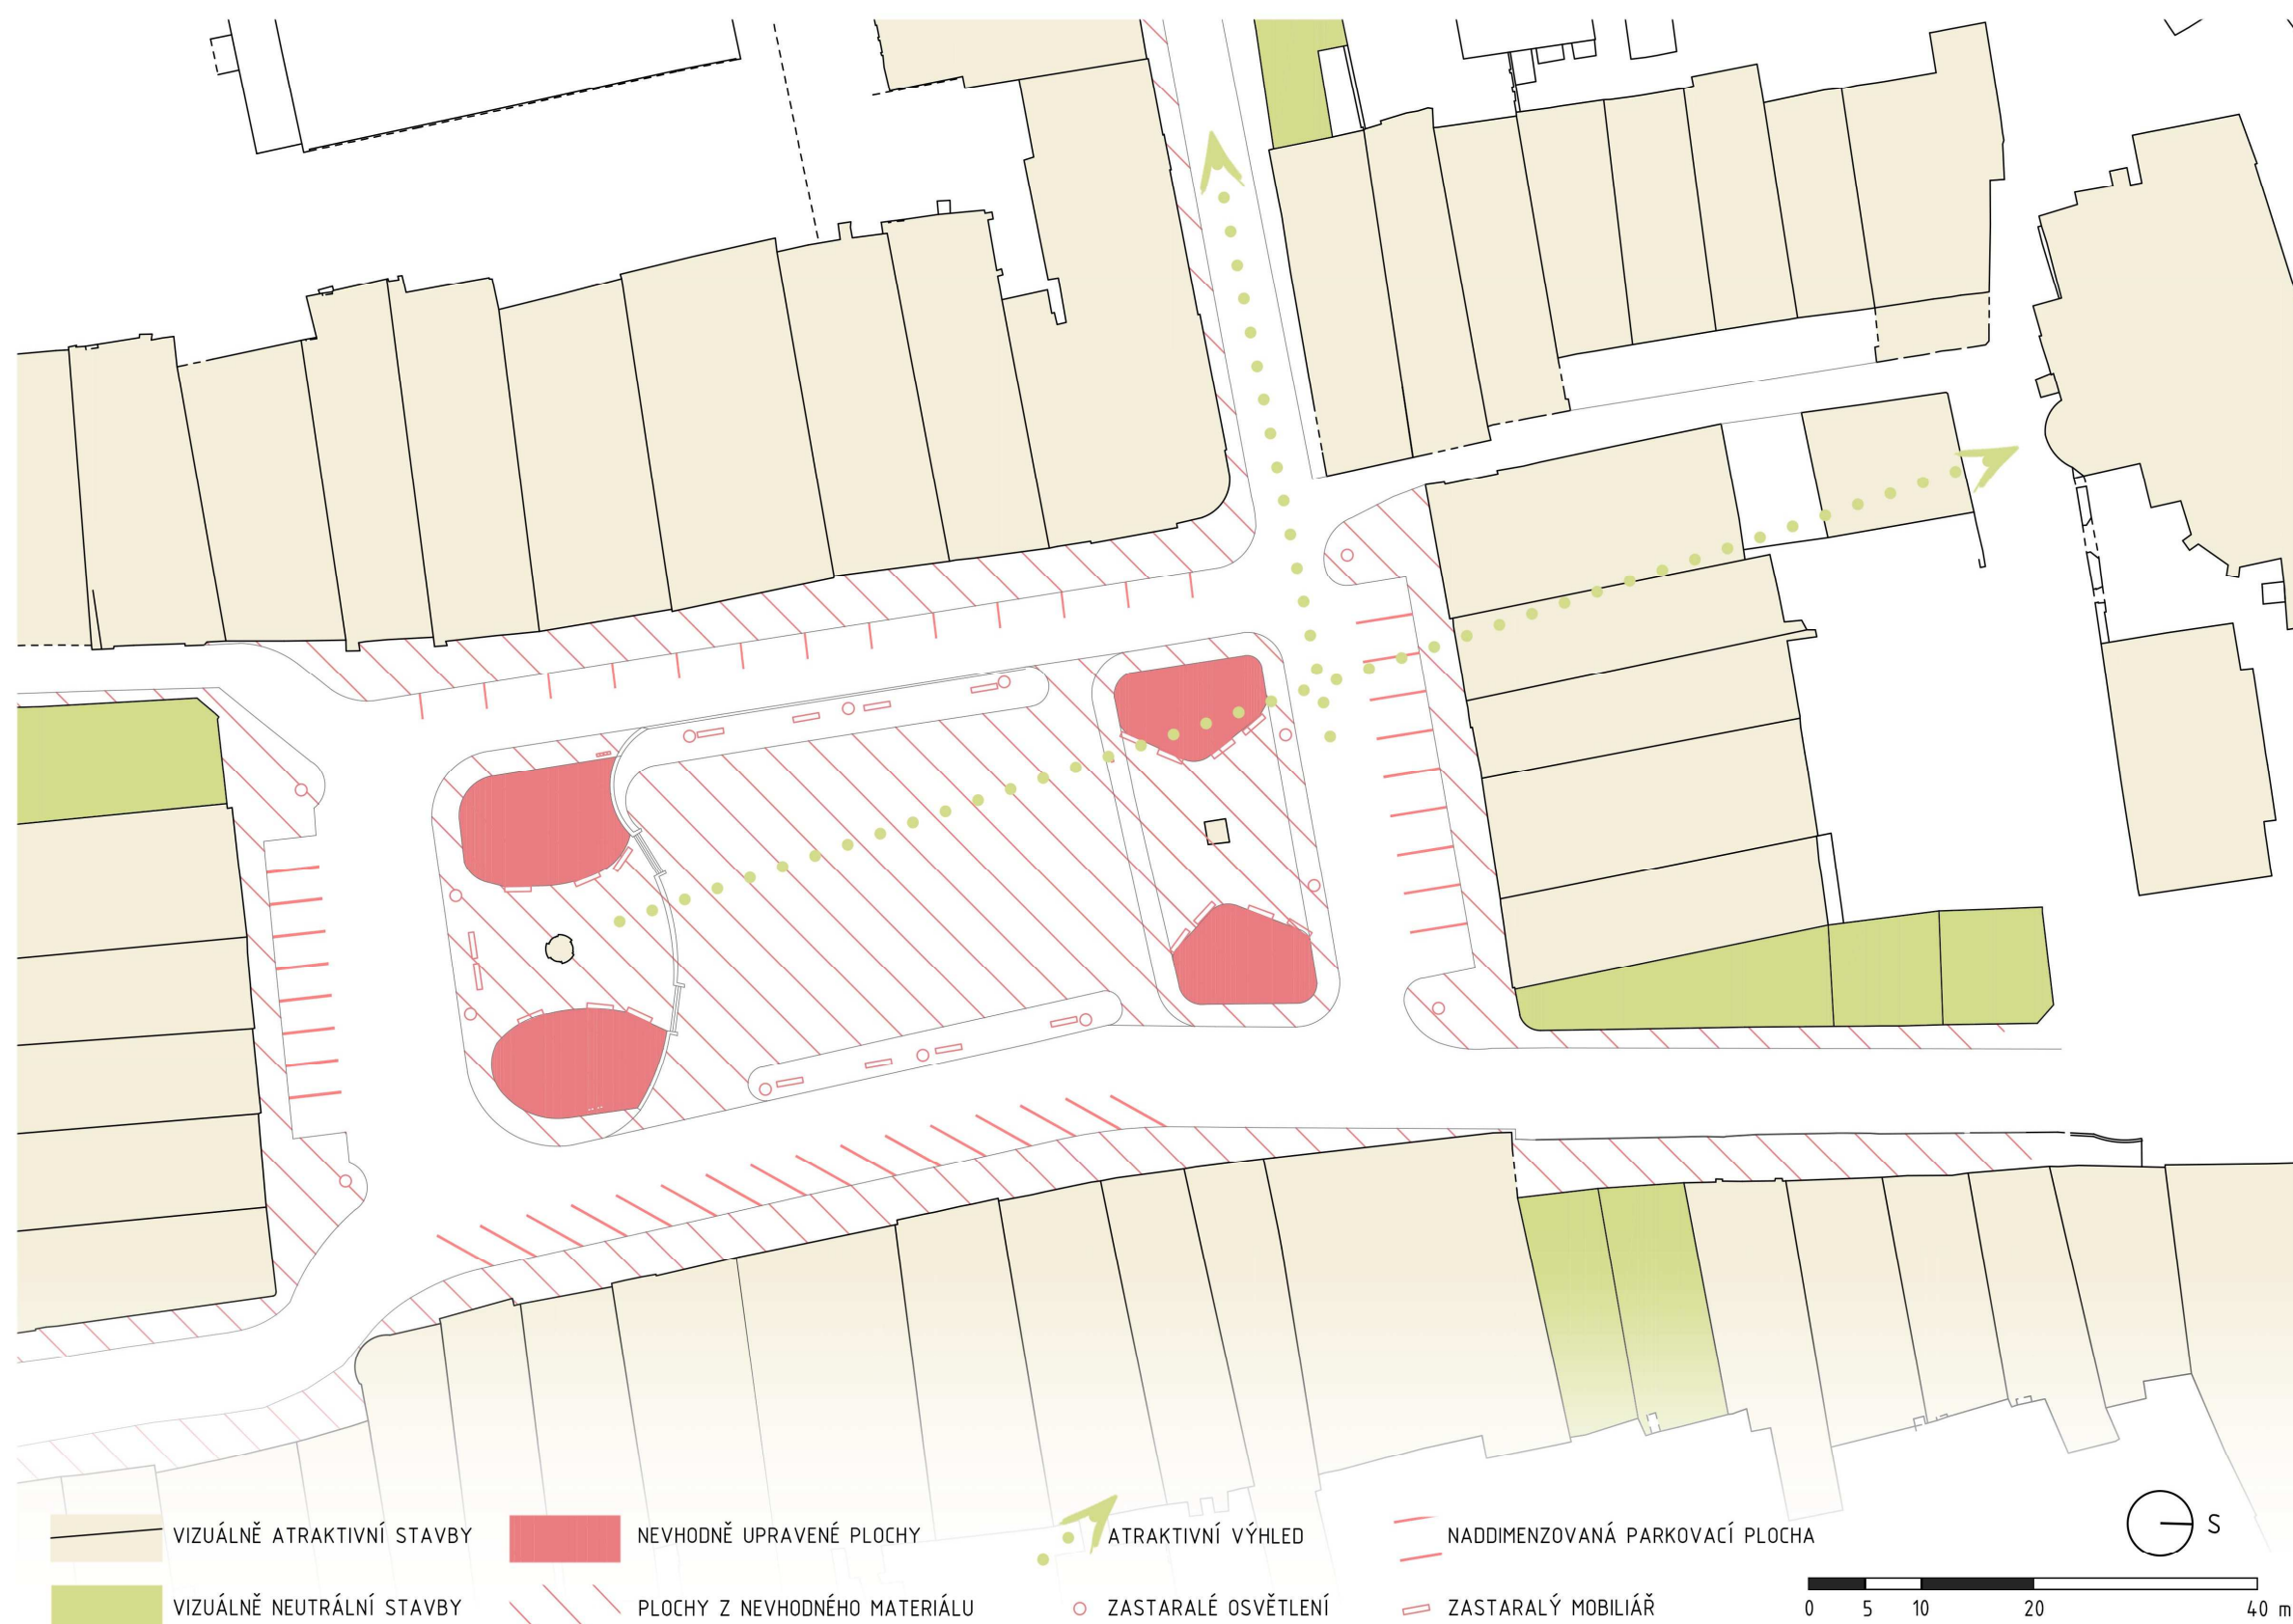 VIZUÁLNĚ ATRAKTIVNÍ STAVBY
NEVHODNĚ UPRAVENÉ PLOCHY
ATRAKTIVNÍ VÝHLED
NADDIMENZOVANÁ PARKOVACÍ PLOCHA
S
VIZUÁLNĚ NEUTRÁLNÍ STAVBY
PLOCHY Z NEVHODNÉHO MATERIÁLU
ZASTARALÉ OSVĚTLENÍ
ZASTARALÝ MOBILIÁŘ
0 5 10 20 40 m